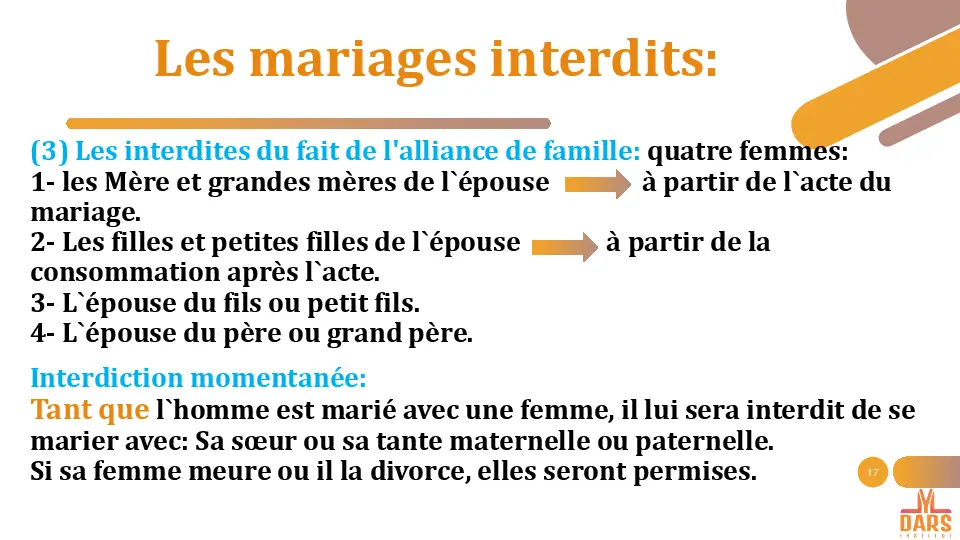 Les mariages interdits:
(3) Les interdites du fait de l'alliance de famille: quatre femmes:
1- les Mère et grandes mères de l`épouse à partir de l`acte du
mariage.
2- Les filles et petites filles de l`épouse à partir de la
consommation après l`acte.
3- L`épouse du fils ou petit fils.
4- L`épouse du père ou grand père.
Interdiction momentanée:
Tant que l`homme est marié avec une femme, il lui sera interdit de se
marier avec: Sa sœur ou sa tante maternelle ou paternelle.
Si sa femme meure ou il la divorce, elles seront permises.
17
DARS
INSTITUT